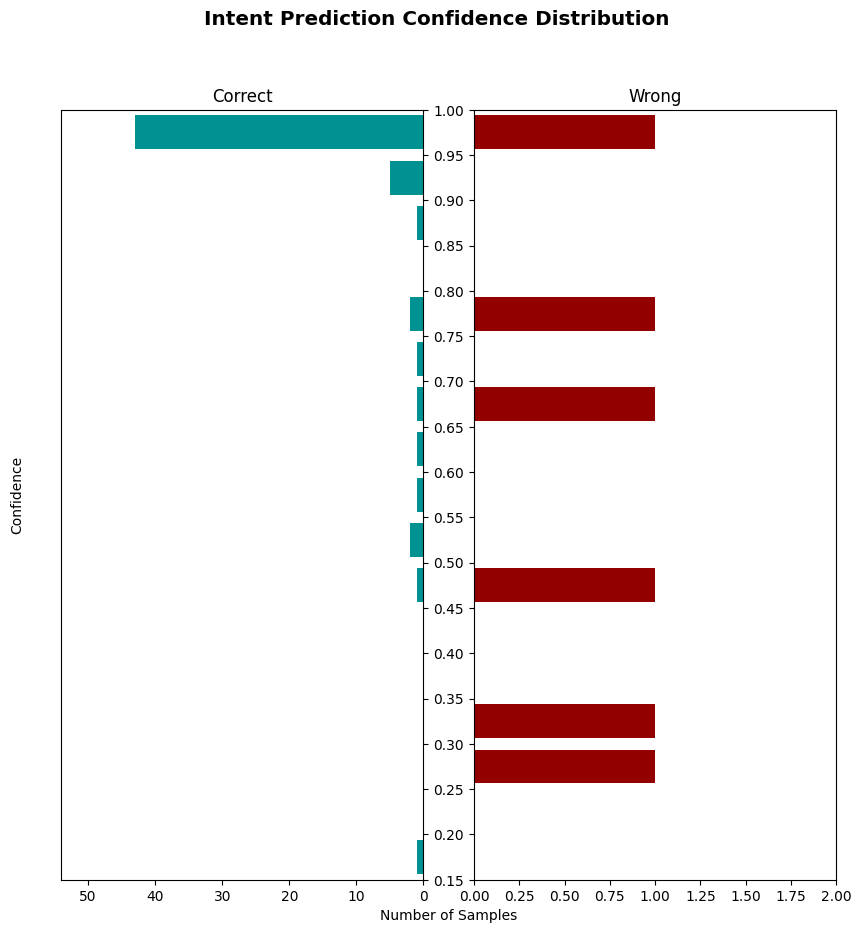 Intent Prediction Confidence Distribution
Correct
Wrong
1.00
0.95
0.90
0.85
0.80
0.75
0.70
0.65
0.60
0.55
0.50
0.45
0.40
0.35
0.30
0.25
0.20
0.15
Confidence
50 40 30 20 10 0
0.00 0.25 0.50 0.75 1.00 1.25 1.50 1.75 2.00
Number of Samples